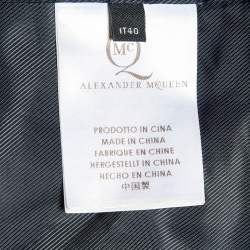 IT40
McQ
ALEXANDER McQUEEN
PRODOTTO IN CINA
MADE IN CHINA
FABRIQUE EN CHINE
HERGESTELLT IN CHINA
HECHO EN CHINA
中国製